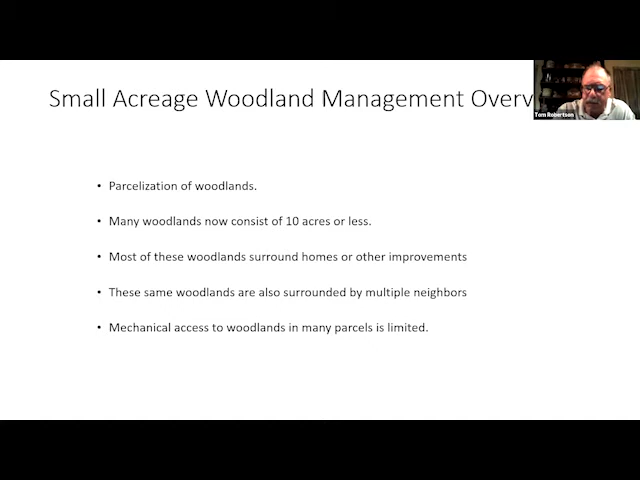 Small Acreage Woodland Management Overv
Tom Robertson
• Parcelization of woodlands.
• Many woodlands now consist of 10 acres or less.
• Most of these woodlands surround homes or other improvements
• These same woodlands are also surrounded by multiple neighbors
• Mechanical access to woodlands in many parcels is limited.